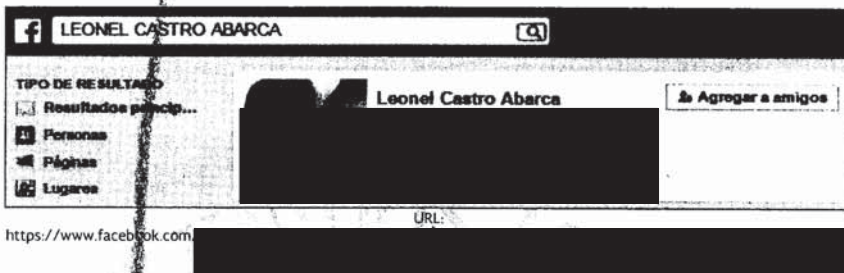 f LEONEL CASTRO ABARCA
TIPO DE RESULTADO
Resultados princip...
Personas
Páginas
Lugares
Leonel Castro Abarca
Agregar a amigos
URL:
https://www.facebook.com/